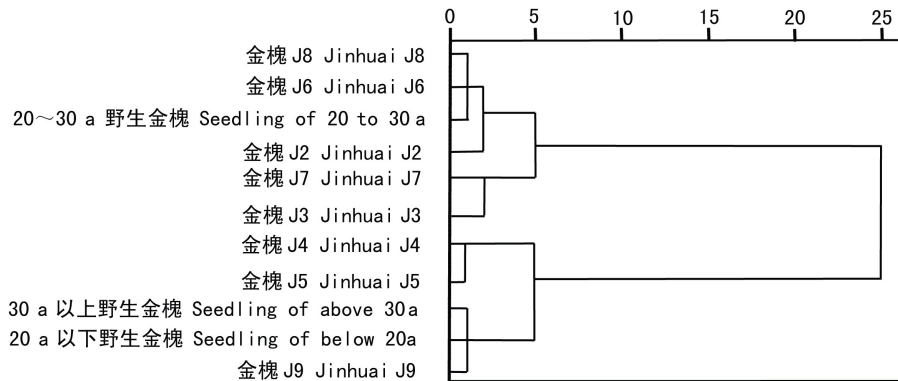 0 5 10 15 20 25
金槐 J8 Jinhuai J8
金槐 J6 Jinhuai J6
20～30 a 野生金槐 Seedling of 20 to 30 a
金槐 J2 Jinhuai J2
金槐 J7 Jinhuai J7
金槐 J3 Jinhuai J3
金槐 J4 Jinhuai J4
金槐 J5 Jinhuai J5
30 a 以上野生金槐 Seedling of above 30a
20 a 以下野生金槐 Seedling of below 20a
金槐 J9 Jinhuai J9